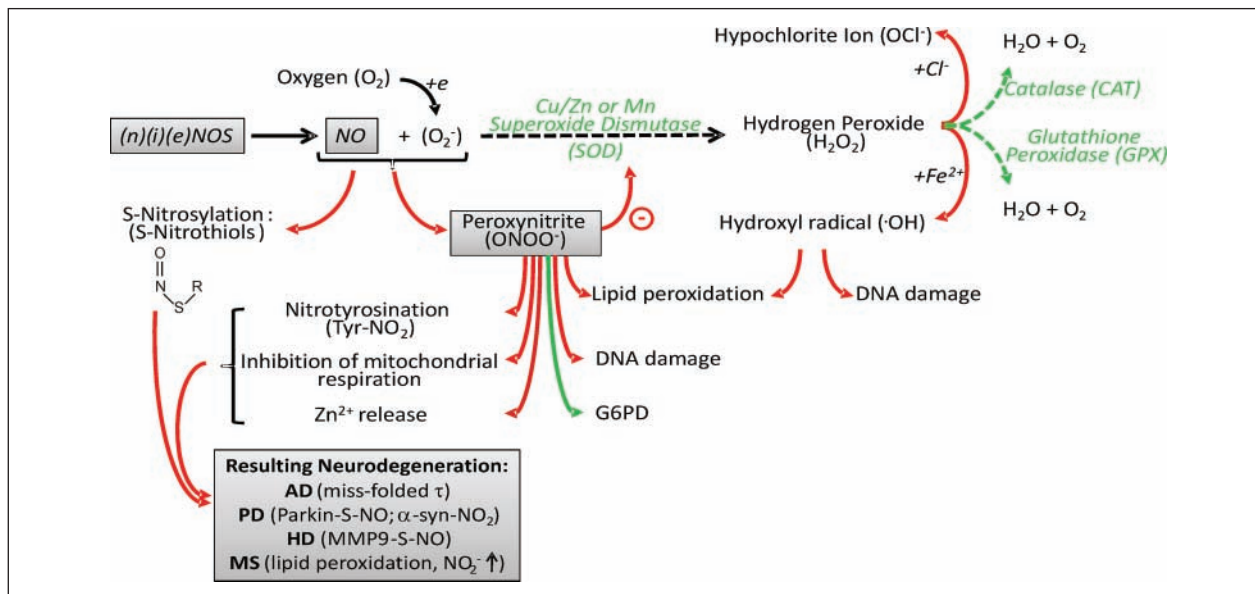 Hypochlorite Ion (OCl⁻)
H₂O + O₂
+Cl⁻
Oxygen (O₂)
+e
Catalase (CAT)
Cu/Zn or Mn
Superoxide Dismutase
(SOD)
(n)(i)(e)NOS
NO
+ (O₂⁻)
Hydrogen Peroxide
(H₂O₂)
Glutathione
Peroxidase (GPX)
+Fe²⁺
H₂O + O₂
S-Nitrosylation :
(S-Nitrothiols)
Peroxynitrite
(ONOO⁻)
-
Hydroxyl radical (·OH)
O
N
S
R
Lipid peroxidation
DNA damage
Nitrotyrosination
(Tyr-NO₂)
Inhibition of mitochondrial
respiration
DNA damage
Zn²⁺ release
G6PD
Resulting Neurodegeneration:
AD (miss-folded τ)
PD (Parkin-S-NO; α-syn-NO₂)
HD (MMP9-S-NO)
MS (lipid peroxidation, NO₂⁻ ↑)